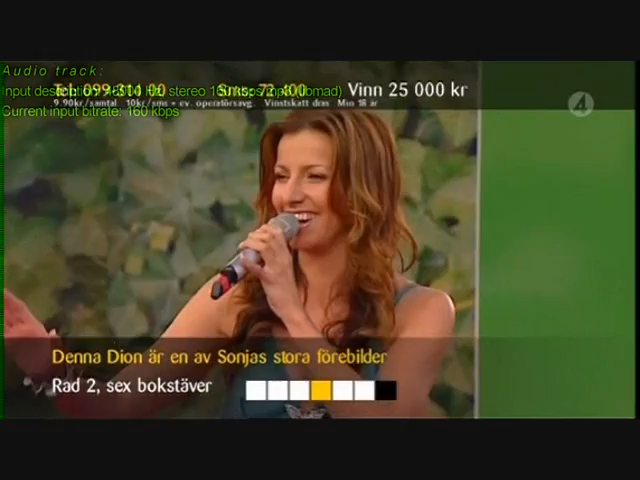 Audio track:
Tel: 099-311 00 Sms: 72 400 Vinn 25 000 kr
stereo
9.90kr/samtal 10kr/sms + ev. operatörsavg. Vinstskatt dras Min 18 år
Current input bitrate: 160 kbps
4
Denna Dion är en av Sonjas stora förebilder
Rad 2, sex bokstäver